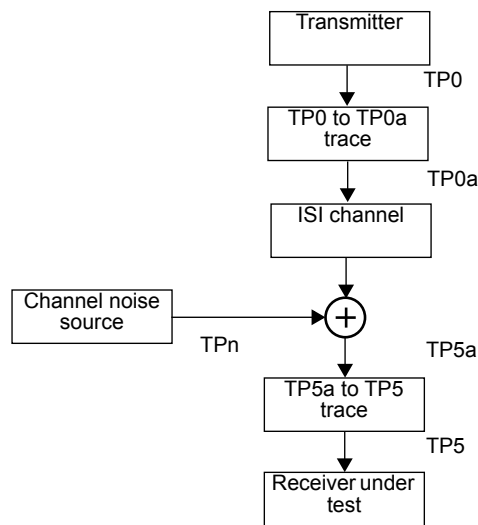 Transmitter
TP0
TP0 to TP0a
trace
TP0a
ISI channel
Channel noise
source
TPn
+
TP5a
TP5a to TP5
trace
TP5
Receiver under
test